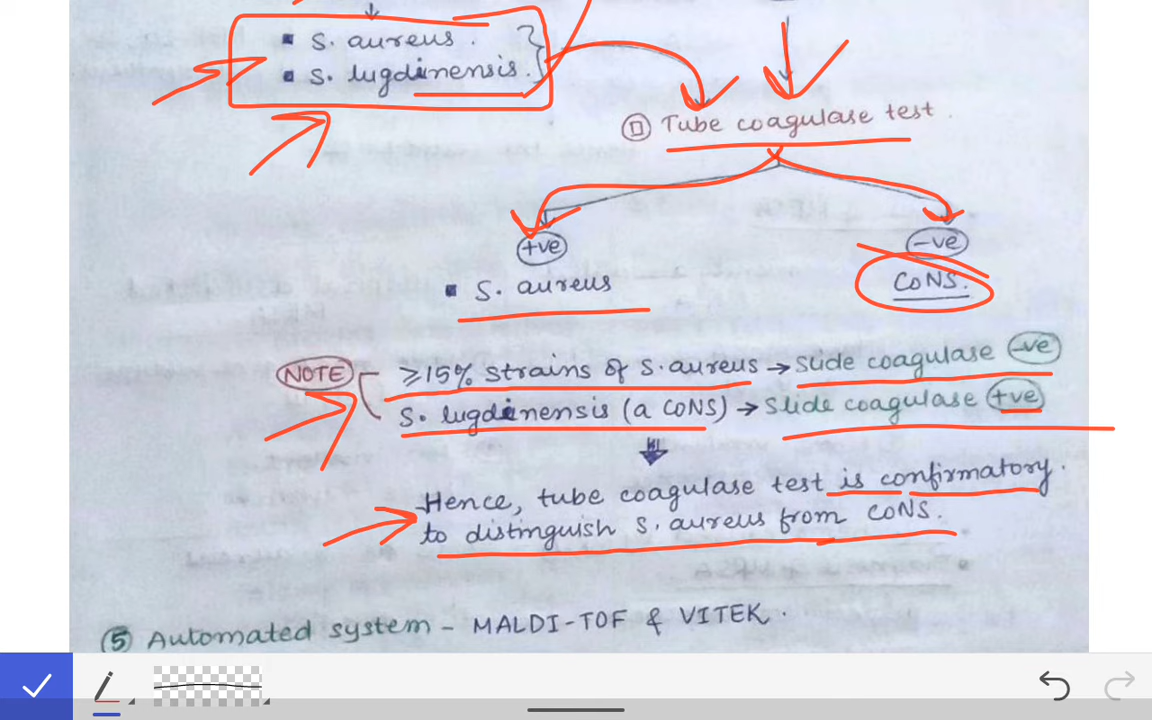 ▪ S. aureus.
▪ S. lugdinensis.
II Tube coagulase test
+ve
-ve
▪ S. aureus
CoNS.
NOTE ≥15% strains of S. aureus → slide coagulase -ve
S. lugdinensis (a CoNS) → slide coagulase +ve
Hence, tube coagulase test is confirmatory.
to distinguish S. aureus from CoNS.
5 Automated system - MALDI-TOF & VITEK.